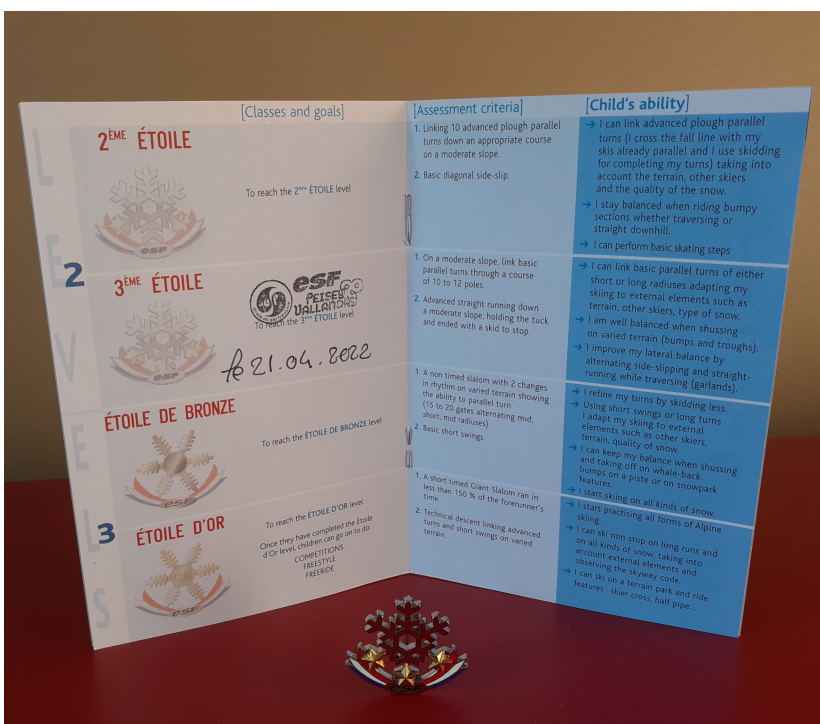 LEVELS
[Classes and goals]
[Assessment criteria]
[Child's ability]
2ÈME ÉTOILE
esf
To reach the 2ème ÉTOILE level
1. Linking 10 advanced plough parallel
turns down an appropriate course
on a moderate slope.
2. Basic diagonal side-slip.
→ I can link advanced plough parallel
turns (I cross the fall line with my
skis already parallel and I use skidding
for completing my turns) taking into
account the terrain, other skiers
and the quality of the snow.
→ I stay balanced when riding bumpy
sections whether traversing or
straight downhill.
→ I can perform basic skating steps
2
3ÈME ÉTOILE
esf
esf
PEISEY
VALLANDRY
To reach the 3ème ÉTOILE level
le 21.04.2022
1. On a moderate slope, link basic
parallel turns through a course
of 10 to 12 poles.
2. Advanced straight running down
a moderate slope, holding the tuck
and ended with a skid to stop.
→ I can link basic parallel turns of either
short or long radiuses adapting my
skiing to external elements such as
terrain, other skiers, type of snow.
→ I am well balanced when shussing
on varied terrain (bumps and troughs).
→ I improve my lateral balance by
alternating side-slipping and straight-
running while traversing (garlands).
ÉTOILE DE BRONZE
esf
To reach the ÉTOILE DE BRONZE level
1. A non timed slalom with 2 changes
in rhythm on varied terrain showing
the ability to parallel turn
(15 to 20 gates alternating mid,
short, mid radiuses).
2. Basic short swings.
→ I refine my turns by skidding less.
→ Using short swings or long turns
I adapt my skiing to external
elements such as other skiers,
terrain, quality of snow.
→ I can keep my balance when shussing
and taking off on whale-back
bumps on a piste or on snowpark
features.
→ I start skiing on all kinds of snow.
3
ÉTOILE D'OR
esf
To reach the ÉTOILE D'OR level
Once they have completed the Etoile
d'Or level, children can go on to do:
COMPETITIONS
FREESTYLE
FREERIDE
1. A short timed Giant Slalom ran in
less than 150 % of the forerunner's
time.
2. Technical descent linking advanced
turns and short swings on varied
terrain.
→ I start practising all forms of Alpine
skiing.
→ I can ski non stop on long runs and
on all kinds of snow, taking into
account external elements and
observing the skyway code.
→ I can ski on a terrain park and ride
features : skier cross, half pipe...
esf